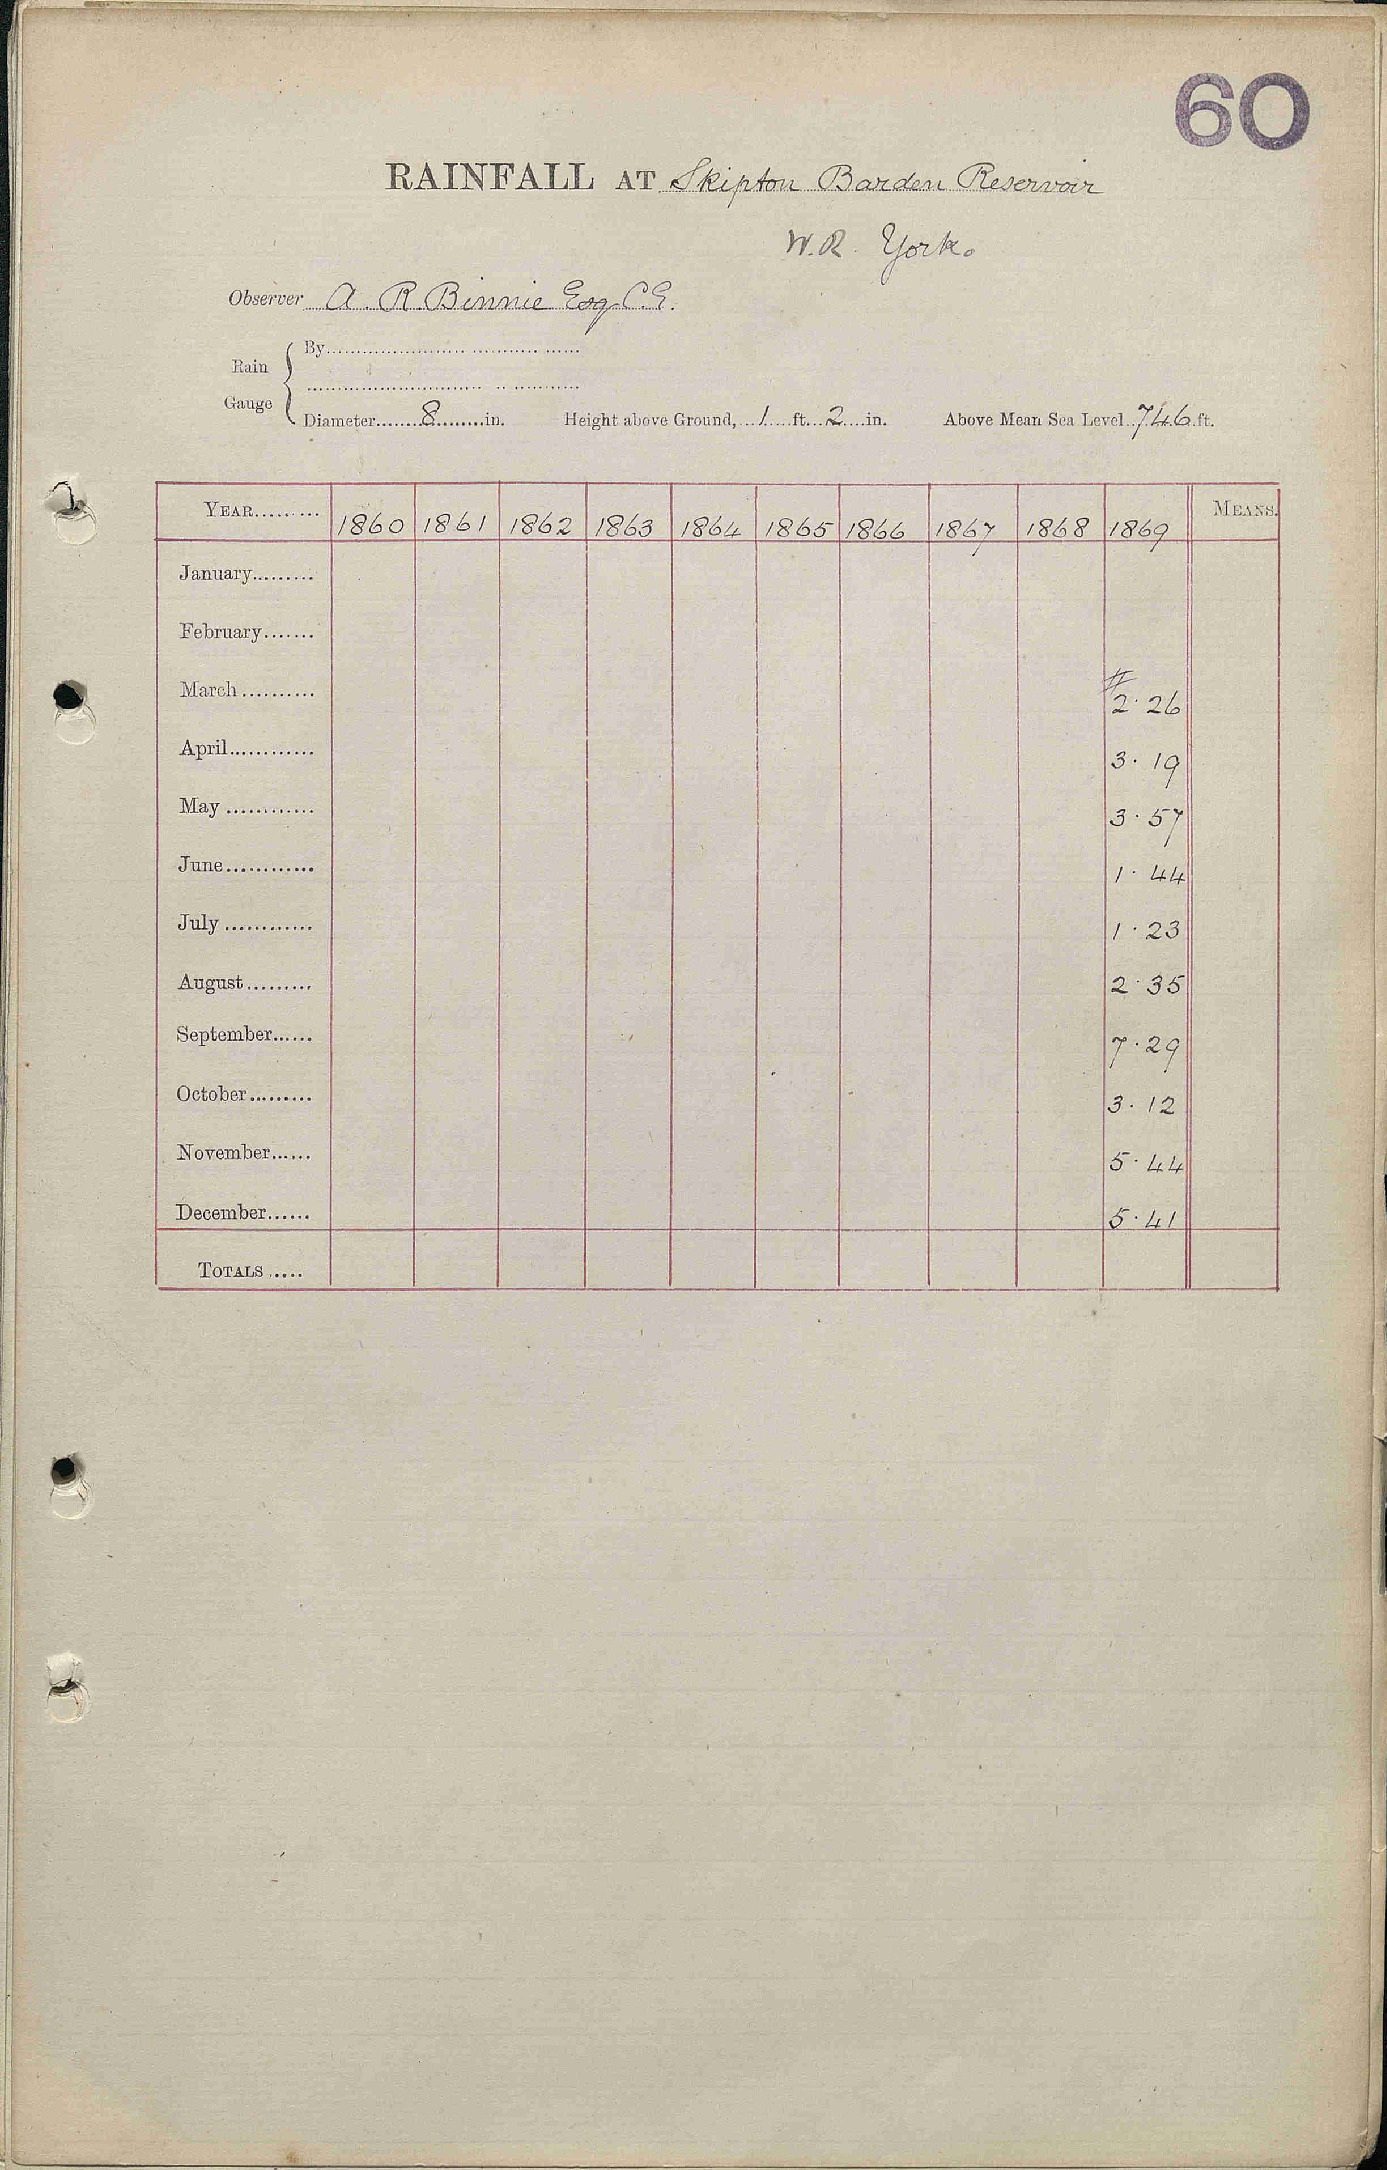 60
RAINFALL AT Skipton Barden Reservoir
W.R. York.
Observer A. R. Binnie Esq. C.E.
Rain Gauge { By
Diameter 8 in. Height above Ground, 1 ft. 2 in. Above Mean Sea Level 746 ft.
YEAR 1860 1861 1862 1863 1864 1865 1866 1867 1868 1869 MEANS.
January
February
March # 2.26
April 3.19
May 3.57
June 1.44
July 1.23
August 2.35
September 7.29
October 3.12
November 5.44
December 5.41
TOTALS